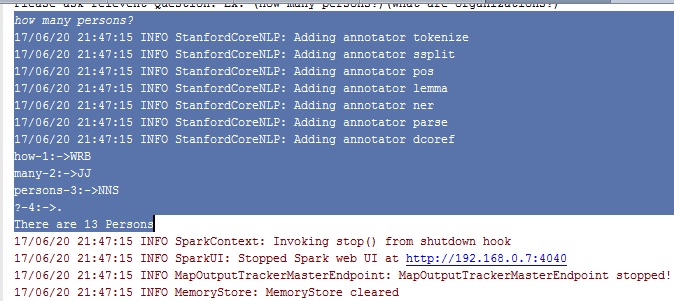 Please ask relevent Question. Ex: (how many persons?)(what are organizations?)
how many persons?
17/06/20 21:47:15 INFO StanfordCoreNLP: Adding annotator tokenize
17/06/20 21:47:15 INFO StanfordCoreNLP: Adding annotator ssplit
17/06/20 21:47:15 INFO StanfordCoreNLP: Adding annotator pos
17/06/20 21:47:15 INFO StanfordCoreNLP: Adding annotator lemma
17/06/20 21:47:15 INFO StanfordCoreNLP: Adding annotator ner
17/06/20 21:47:15 INFO StanfordCoreNLP: Adding annotator parse
17/06/20 21:47:15 INFO StanfordCoreNLP: Adding annotator dcoref
how-1:->WRB
many-2:->JJ
persons-3:->NNS
?-4:->.
There are 13 Persons
17/06/20 21:47:15 INFO SparkContext: Invoking stop() from shutdown hook
17/06/20 21:47:15 INFO SparkUI: Stopped Spark web UI at http://192.168.0.7:4040
17/06/20 21:47:15 INFO MapOutputTrackerMasterEndpoint: MapOutputTrackerMasterEndpoint stopped!
17/06/20 21:47:15 INFO MemoryStore: MemoryStore cleared